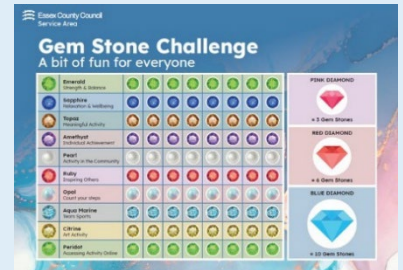 Essex County Council
Service Area
Gem Stone Challenge
A bit of fun for everyone
Emerald
Strength & Balance
Sapphire
Relaxation & Wellbeing
Topaz
Meaningful Activity
Amethyst
Individual Achievement
Pearl
Activity in the Community
Ruby
Inspiring Others
Opal
Count your steps
Aqua Marine
Team Sports
Citrine
Art Activity
Peridot
Accessing Activity Online
PINK DIAMOND
= 3 Gem Stones
RED DIAMOND
= 6 Gem Stones
BLUE DIAMOND
= 10 Gem Stones